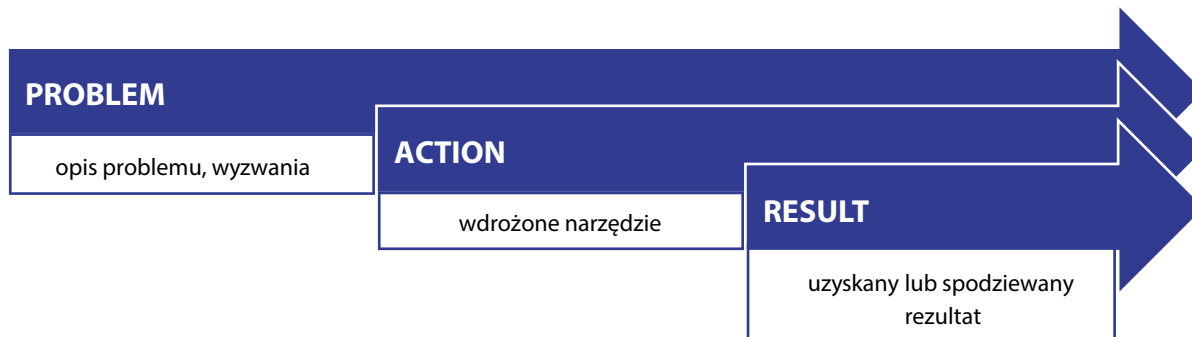 PROBLEM
opis problemu, wyzwania
ACTION
wdrożone narzędzie
RESULT
uzyskany lub spodziewany
rezultat